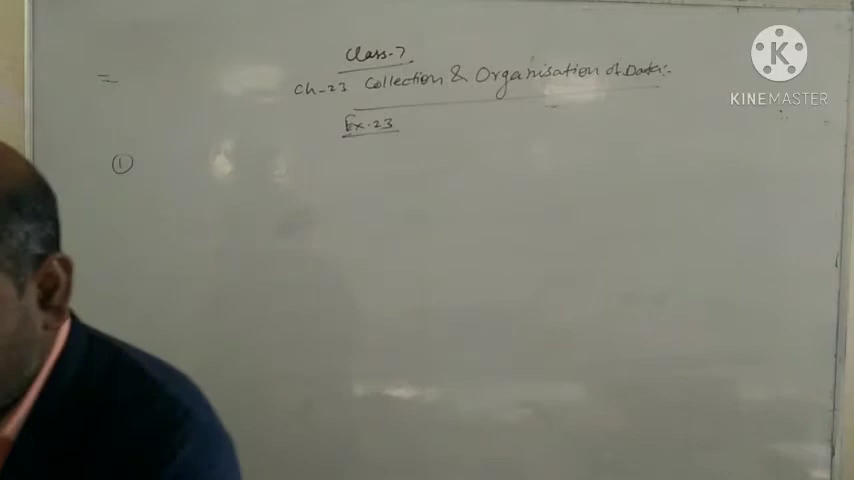 Class-7
= Ch-23 Collection & Organisation of Data:-
Ex.23
①
K
KINEMASTER